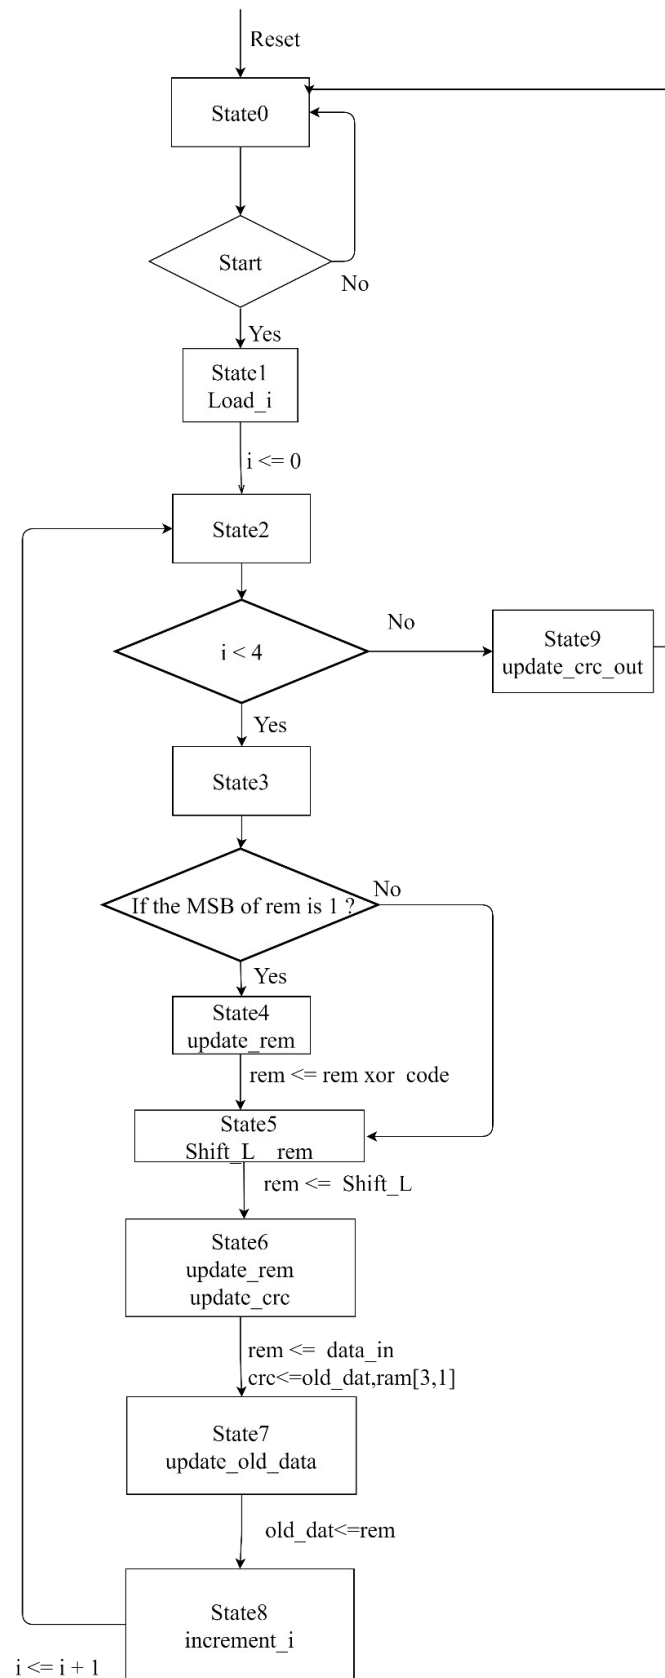 Reset
State0
Start
No
Yes
State1
Load_i
i <= 0
State2
i < 4
No
State9
update_crc_out
Yes
State3
If the MSB of rem is 1 ?
No
Yes
State4
update_rem
rem <= rem xor code
State5
Shift_L rem
rem <= Shift_L
State6
update_rem
update_crc
rem <= data_in
crc<=old_dat,ram[3,1]
State7
update_old_data
old_dat<=rem
State8
increment_i
i <= i + 1